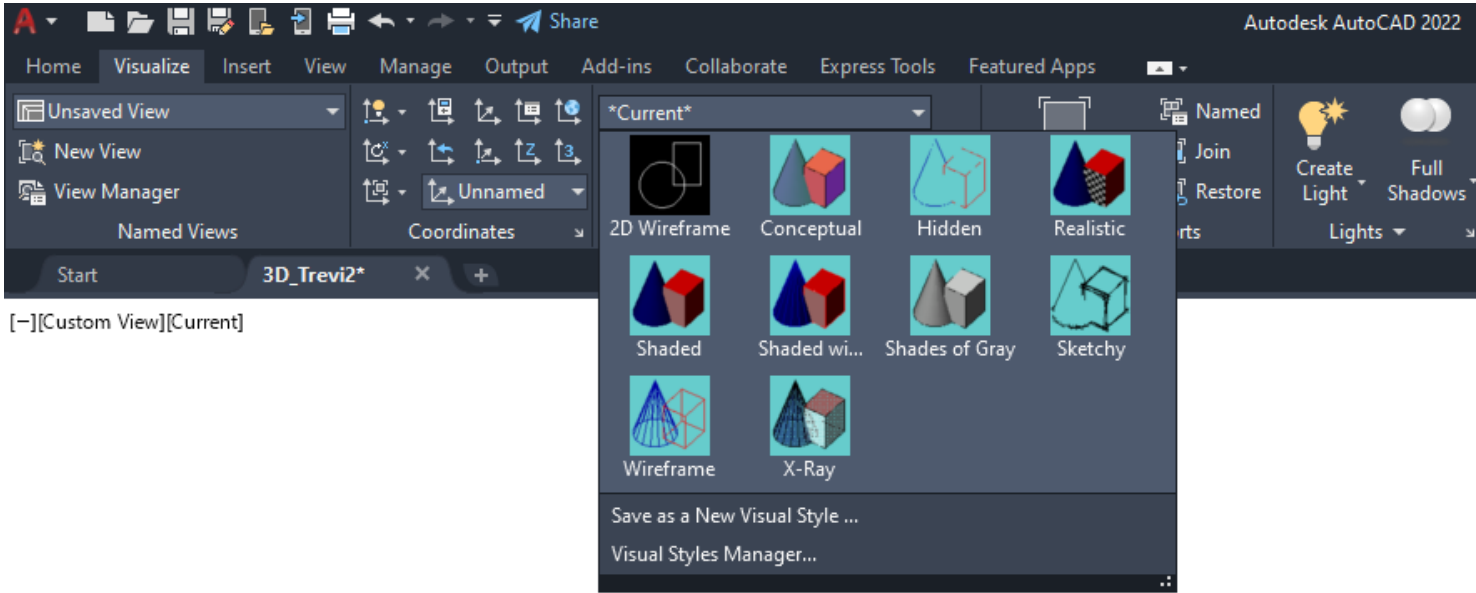 Share
Autodesk AutoCAD 2022
Home Visualize Insert View Manage Output Add-ins Collaborate Express Tools Featured Apps
Unsaved View
New View
View Manager
Named Views
Unnamed
Coordinates
*Current*
2D Wireframe Conceptual Hidden Realistic
Shaded Shaded wi... Shades of Gray Sketchy
Wireframe X-Ray
Save as a New Visual Style ...
Visual Styles Manager...
Named
Join
Restore
rts
Create Light
Full Shadows
Lights
Start 3D_Trevi2*
[−][Custom View][Current]